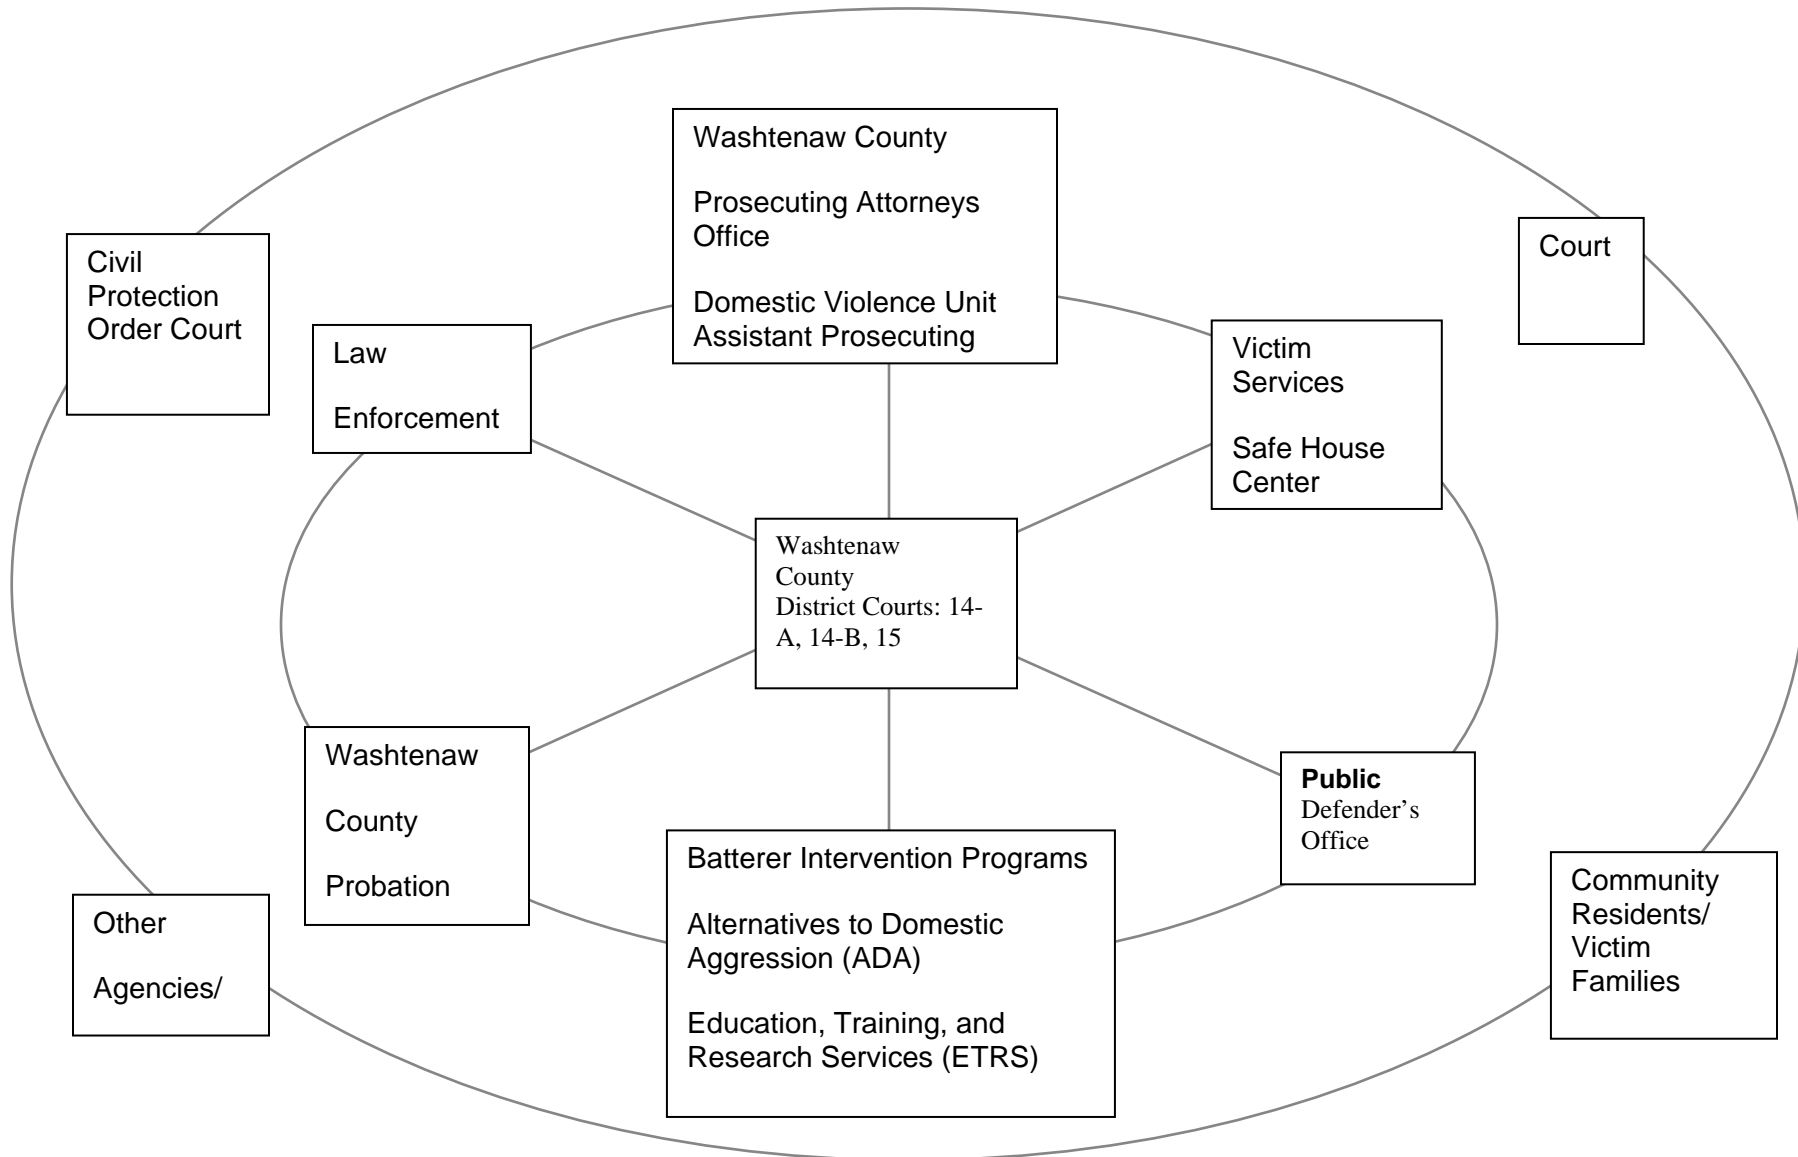 Washtenaw County
Prosecuting Attorneys
Office
Domestic Violence Unit
Assistant Prosecuting
Civil
Protection
Order Court
Court
Law
Enforcement
Victim
Services
Safe House
Center
Washtenaw
County
District Courts: 14-
A, 14-B, 15
Washtenaw
County
Probation
Public
Defender's
Office
Batterer Intervention Programs
Alternatives to Domestic
Aggression (ADA)
Education, Training, and
Research Services (ETRS)
Other
Agencies/
Community
Residents/
Victim
Families